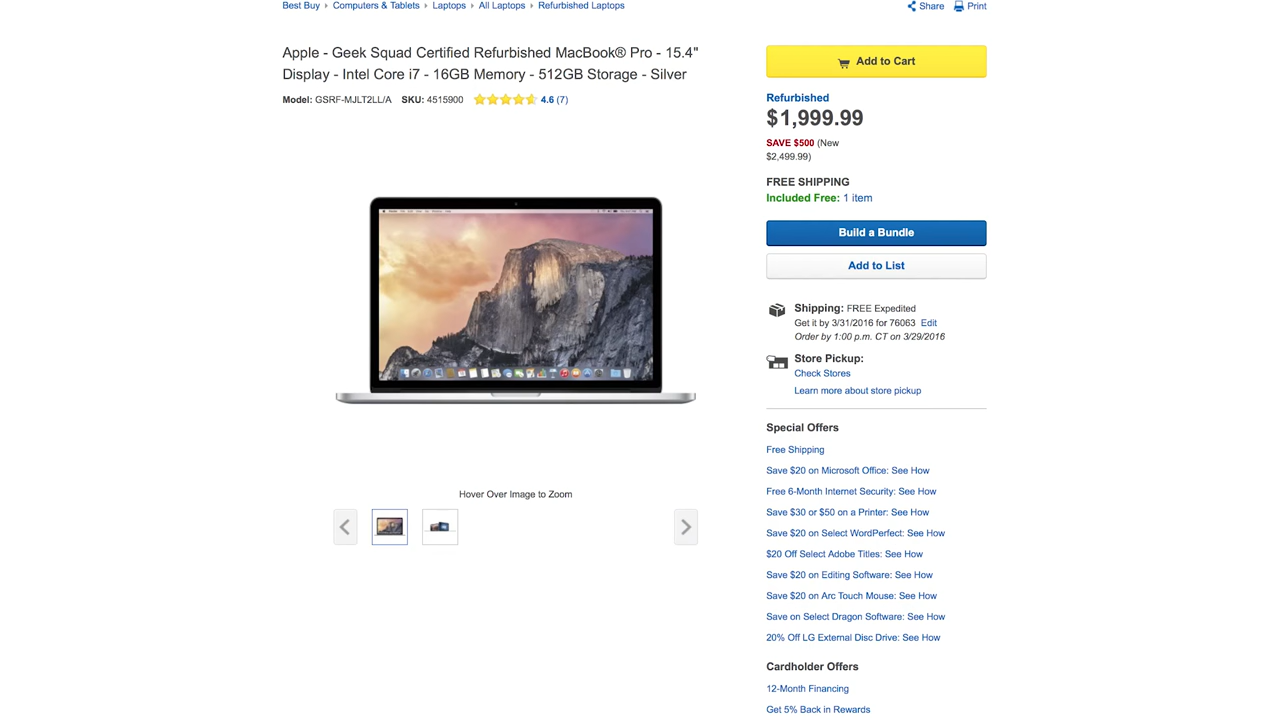 Best Buy › Computers & Tablets › Laptops › All Laptops › Refurbished Laptops
Share Print
Apple - Geek Squad Certified Refurbished MacBook® Pro - 15.4"
Display - Intel Core i7 - 16GB Memory - 512GB Storage - Silver
Model: GSRF-MJLT2LL/A SKU: 4515900 4.6 (7)
Hover Over Image to Zoom
Add to Cart
Refurbished
$1,999.99
SAVE $500 (New
$2,499.99)
FREE SHIPPING
Included Free: 1 item
Build a Bundle
Add to List
Shipping: FREE Expedited
Get it by 3/31/2016 for 76063 Edit
Order by 1:00 p.m. CT on 3/29/2016
Store Pickup:
Check Stores
Learn more about store pickup
Special Offers
Free Shipping
Save $20 on Microsoft Office: See How
Free 6-Month Internet Security: See How
Save $30 or $50 on a Printer: See How
Save $20 on Select WordPerfect: See How
$20 Off Select Adobe Titles: See How
Save $20 on Editing Software: See How
Save $20 on Arc Touch Mouse: See How
Save on Select Dragon Software: See How
20% Off LG External Disc Drive: See How
Cardholder Offers
12-Month Financing
Get 5% Back in Rewards